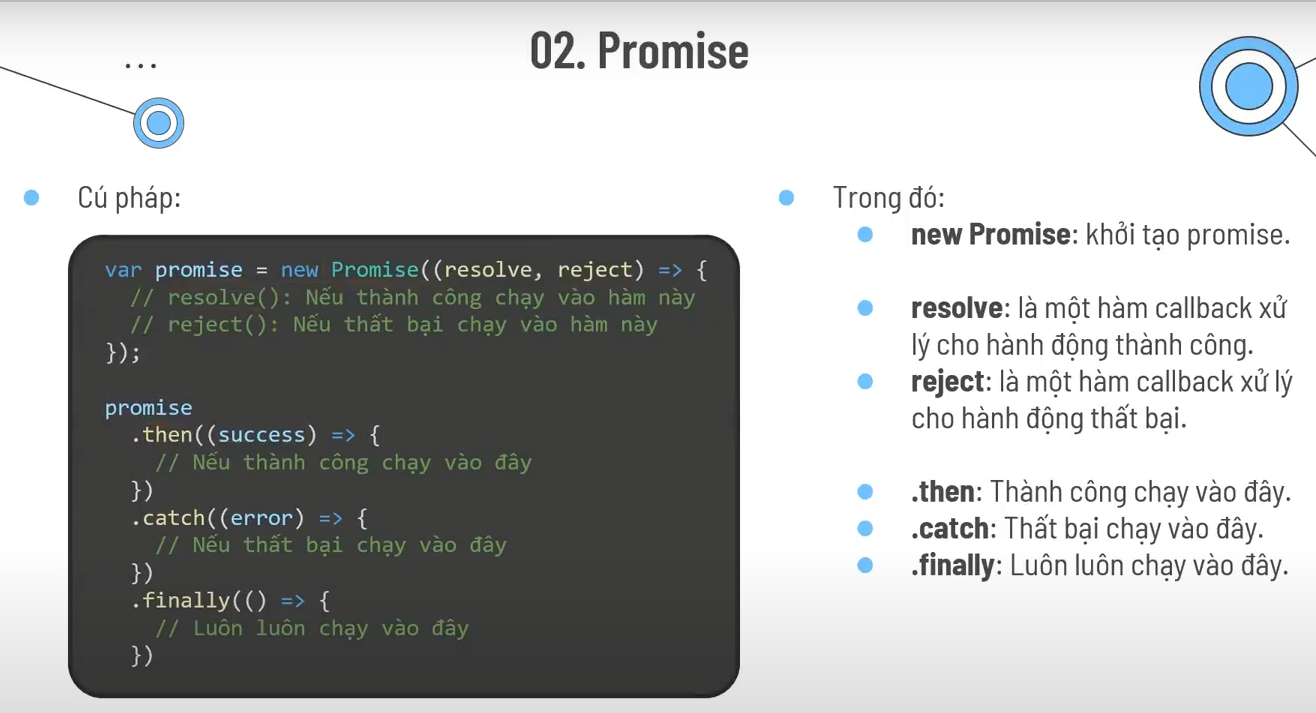 ...
02. Promise
Cú pháp:
var promise = new Promise((resolve, reject) => {
// resolve(): Nếu thành công chạy vào hàm này
// reject(): Nếu thất bại chạy vào hàm này
});
promise
.then((success) => {
// Nếu thành công chạy vào đây
})
.catch((error) => {
// Nếu thất bại chạy vào đây
})
.finally(() => {
// Luôn luôn chạy vào đây
})
Trong đó:
new Promise: khởi tạo promise.
resolve: là một hàm callback xử
lý cho hành động thành công.
reject: là một hàm callback xử lý
cho hành động thất bại.
.then: Thành công chạy vào đây.
.catch: Thất bại chạy vào đây.
.finally: Luôn luôn chạy vào đây.